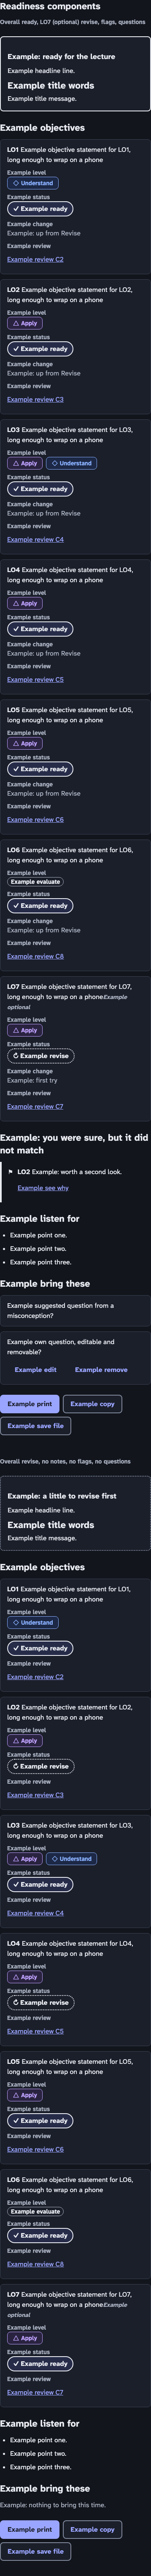 Readiness components
Overall ready, LO7 (optional) revise, flags, questions
Example: ready for the lecture
Example headline line.
Example title words
Example title message.
Example objectives
LO1 Example objective statement for LO1,
long enough to wrap on a phone
Example level
◇ Understand
Example status
✓ Example ready
Example change
Example: up from Revise
Example review
Example review C2
LO2 Example objective statement for LO2,
long enough to wrap on a phone
Example level
△ Apply
Example status
✓ Example ready
Example change
Example: up from Revise
Example review
Example review C3
LO3 Example objective statement for LO3,
long enough to wrap on a phone
Example level
△ Apply ◇ Understand
Example status
✓ Example ready
Example change
Example: up from Revise
Example review
Example review C4
LO4 Example objective statement for LO4,
long enough to wrap on a phone
Example level
△ Apply
Example status
✓ Example ready
Example change
Example: up from Revise
Example review
Example review C5
LO5 Example objective statement for LO5,
long enough to wrap on a phone
Example level
△ Apply
Example status
✓ Example ready
Example change
Example: up from Revise
Example review
Example review C6
LO6 Example objective statement for LO6,
long enough to wrap on a phone
Example level
Example evaluate
Example status
✓ Example ready
Example change
Example: up from Revise
Example review
Example review C8
LO7 Example objective statement for LO7,
long enough to wrap on a phoneExample
optional
Example level
△ Apply
Example status
↻ Example revise
Example change
Example: first try
Example review
Example review C7
Example: you were sure, but it did
not match
⚑ LO2 Example: worth a second look.
Example see why
Example listen for
• Example point one.
• Example point two.
• Example point three.
Example bring these
Example suggested question from a
misconception?
Example own question, editable and
removable?
Example edit Example remove
Example print Example copy
Example save file
Overall revise, no notes, no flags, no questions
Example: a little to revise first
Example headline line.
Example title words
Example title message.
Example objectives
LO1 Example objective statement for LO1,
long enough to wrap on a phone
Example level
◇ Understand
Example status
✓ Example ready
Example review
Example review C2
LO2 Example objective statement for LO2,
long enough to wrap on a phone
Example level
△ Apply
Example status
↻ Example revise
Example review
Example review C3
LO3 Example objective statement for LO3,
long enough to wrap on a phone
Example level
△ Apply ◇ Understand
Example status
✓ Example ready
Example review
Example review C4
LO4 Example objective statement for LO4,
long enough to wrap on a phone
Example level
△ Apply
Example status
↻ Example revise
Example review
Example review C5
LO5 Example objective statement for LO5,
long enough to wrap on a phone
Example level
△ Apply
Example status
✓ Example ready
Example review
Example review C6
LO6 Example objective statement for LO6,
long enough to wrap on a phone
Example level
Example evaluate
Example status
✓ Example ready
Example review
Example review C8
LO7 Example objective statement for LO7,
long enough to wrap on a phoneExample
optional
Example level
△ Apply
Example status
✓ Example ready
Example review
Example review C7
Example listen for
• Example point one.
• Example point two.
• Example point three.
Example bring these
Example: nothing to bring this time.
Example print Example copy
Example save file